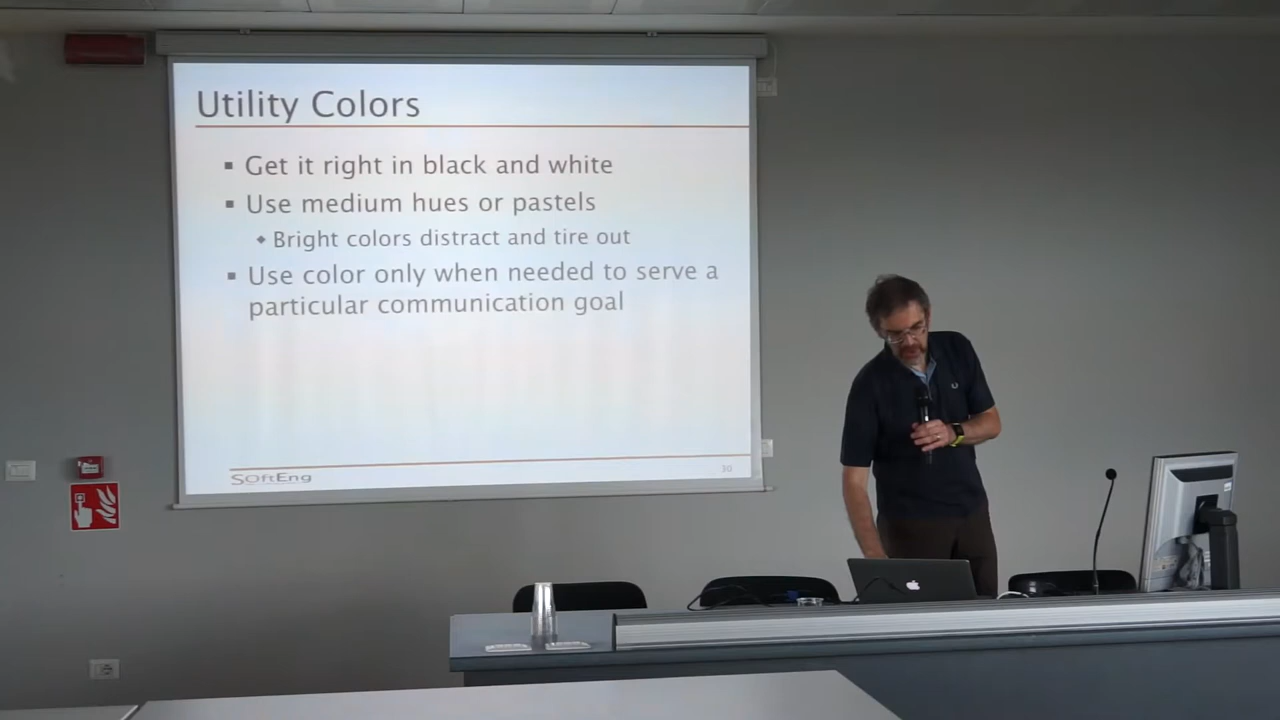 Utility Colors
▪ Get it right in black and white
▪ Use medium hues or pastels
◆ Bright colors distract and tire out
▪ Use color only when needed to serve a
particular communication goal
SOftEng
30